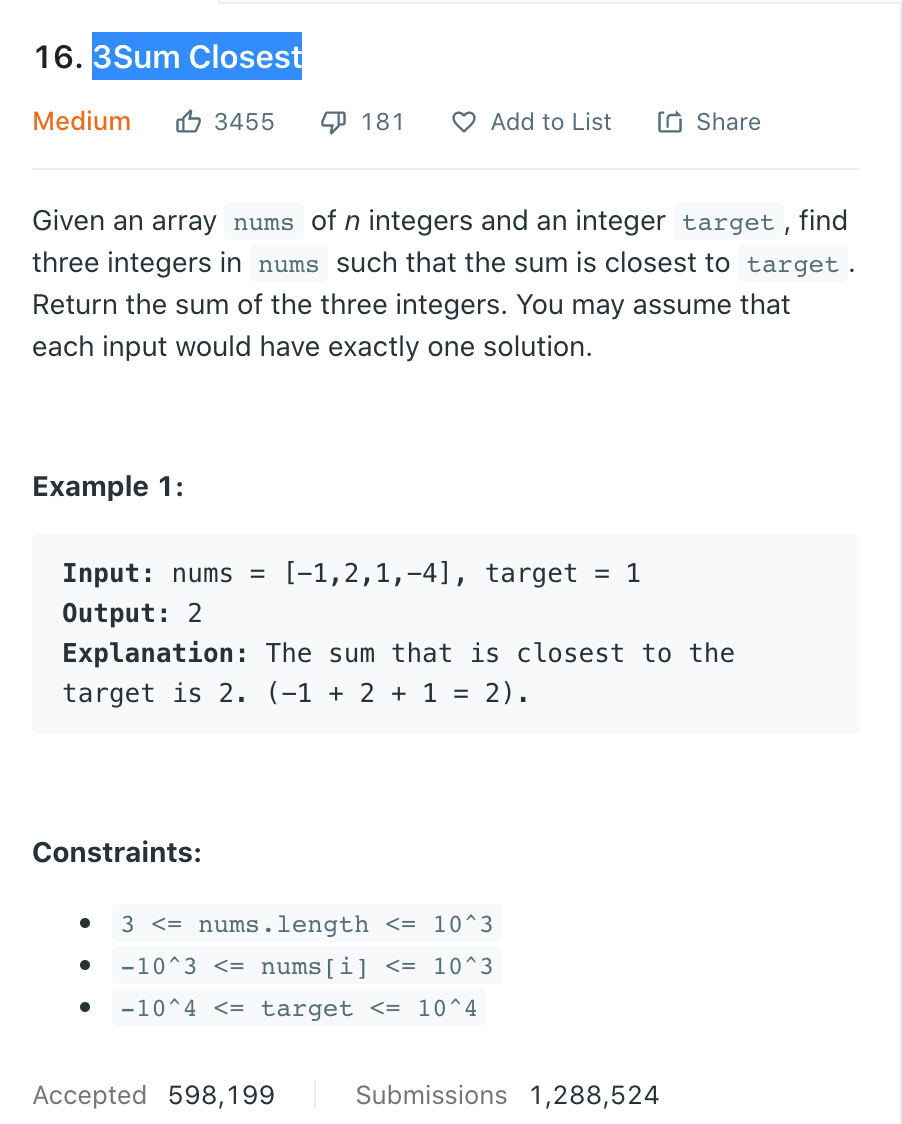 16. 3Sum Closest
Medium 3455 181 Add to List Share
Given an array nums of n integers and an integer target , find
three integers in nums such that the sum is closest to target .
Return the sum of the three integers. You may assume that
each input would have exactly one solution.
Example 1:
Input: nums = [-1,2,1,-4], target = 1
Output: 2
Explanation: The sum that is closest to the
target is 2. (-1 + 2 + 1 = 2).
Constraints:
• 3 <= nums.length <= 10^3
• -10^3 <= nums[i] <= 10^3
• -10^4 <= target <= 10^4
Accepted 598,199 Submissions 1,288,524